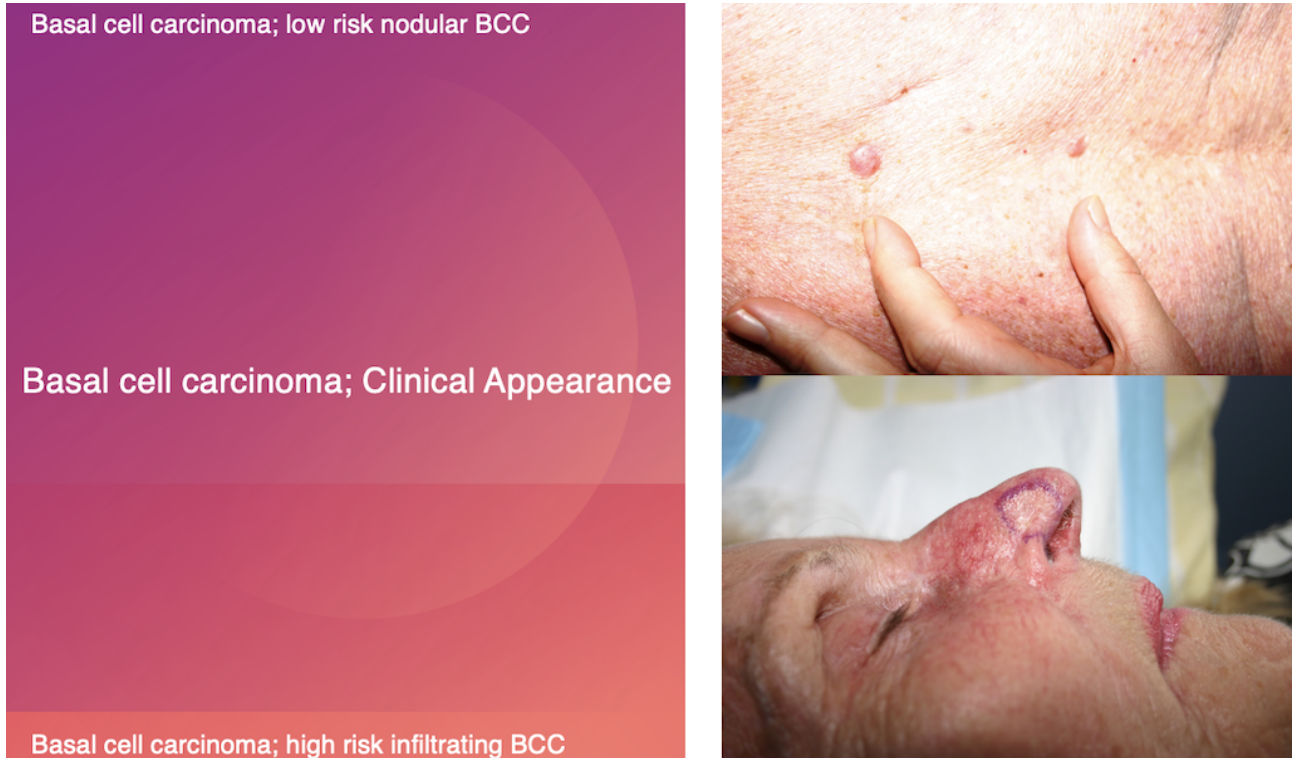 Basal cell carcinoma; low risk nodular BCC
Basal cell carcinoma; Clinical Appearance
Basal cell carcinoma; high risk infiltrating BCC